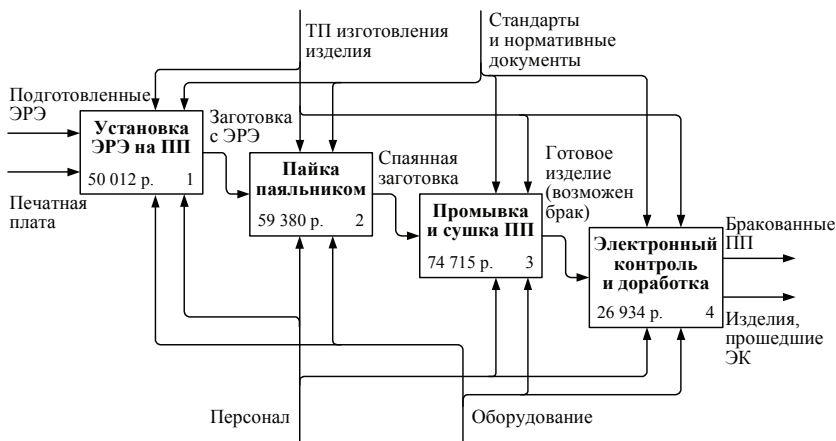 ТП изготовления
изделия
Стандарты
и нормативные
документы
Подготовленные
ЭРЭ
Печатная
плата
Установка
ЭРЭ на ПП
50 012 р. 1
Заготовка
с ЭРЭ
Пайка
паяльником
59 380 р. 2
Спаянная
заготовка
Промывка
и сушка ПП
74 715 р. 3
Готовое
изделие
(возможен
брак)
Электронный
контроль
и доработка
26 934 р. 4
Бракованные
ПП
Изделия,
прошедшие
ЭК
Персонал
Оборудование